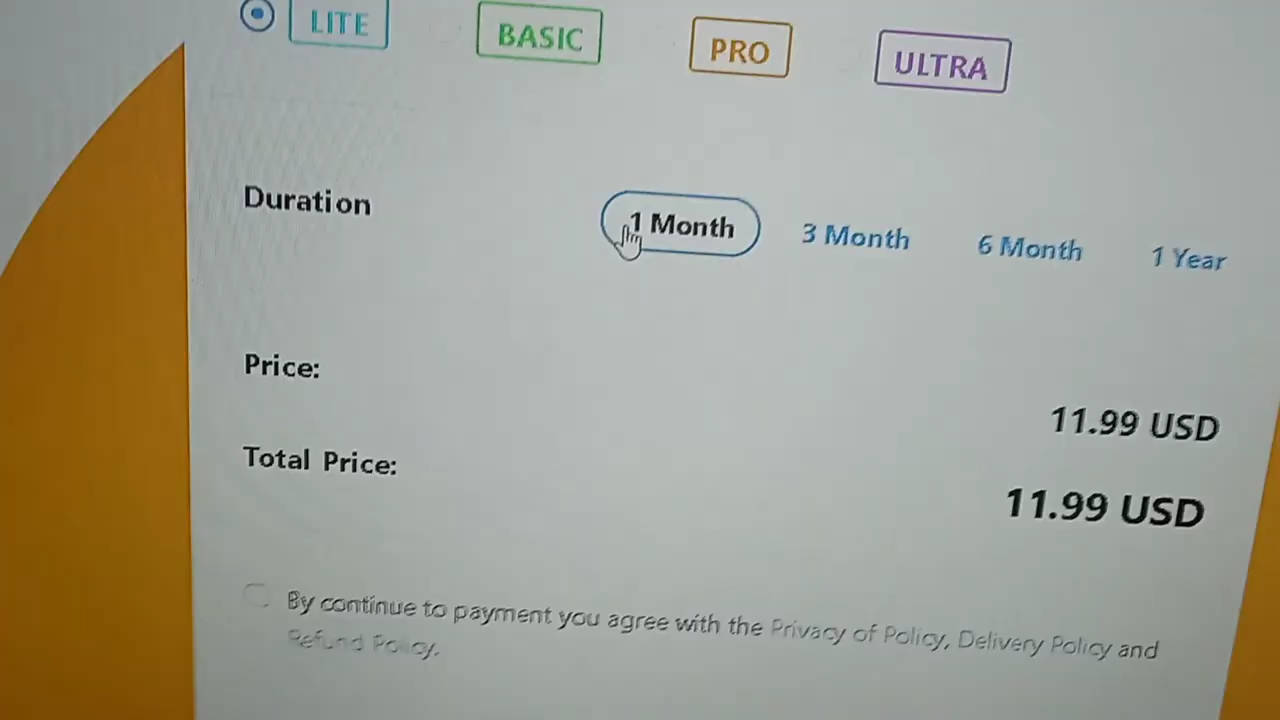 LITE BASIC PRO ULTRA
Duration 1 Month 3 Month 6 Month 1 Year
Price:
11.99 USD
Total Price:
11.99 USD
By continue to payment you agree with the Privacy of Policy, Delivery Policy and
Refund Policy.